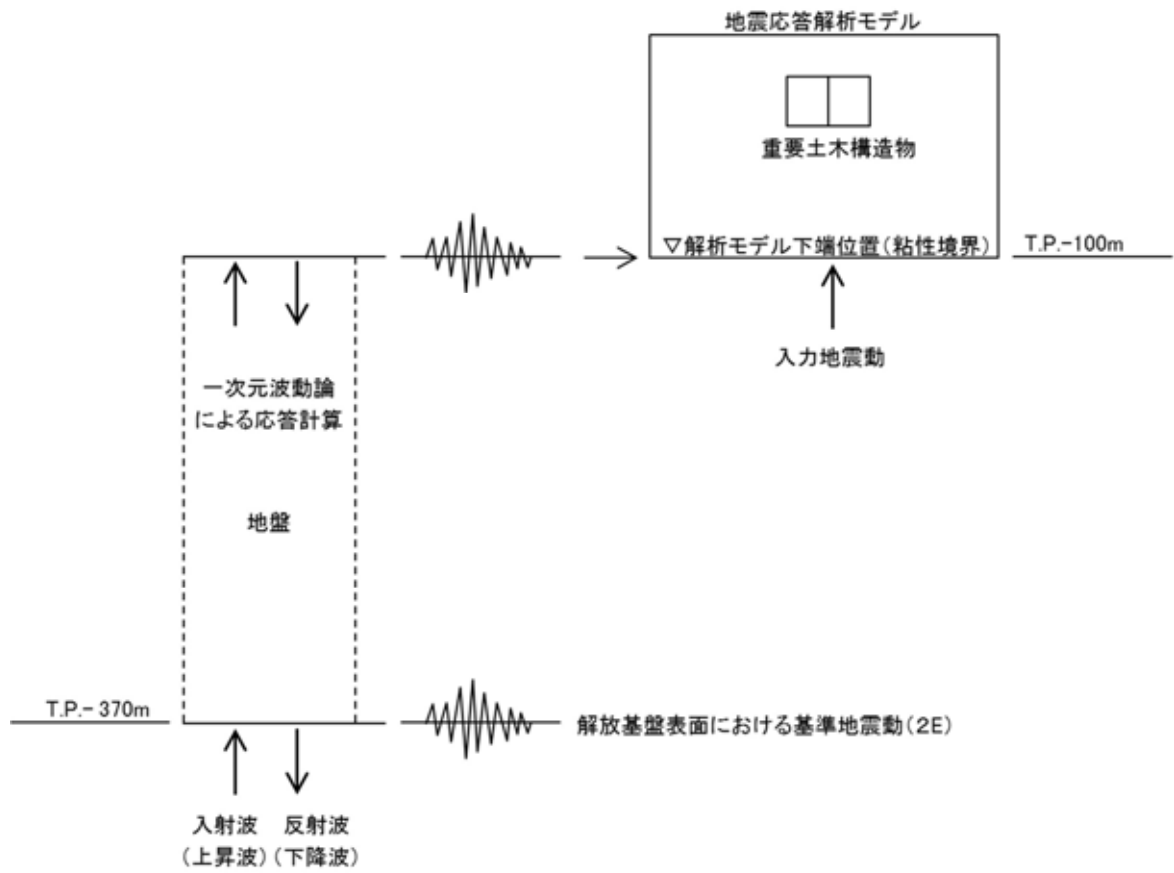 地震応答解析モデル
重要土木構造物
▽解析モデル下端位置(粘性境界)
T.P.-100m
入力地震動
一次元波動論
による応答計算
地盤
T.P.- 370m
解放基盤表面における基準地震動(2E)
入射波 反射波
(上昇波)(下降波)